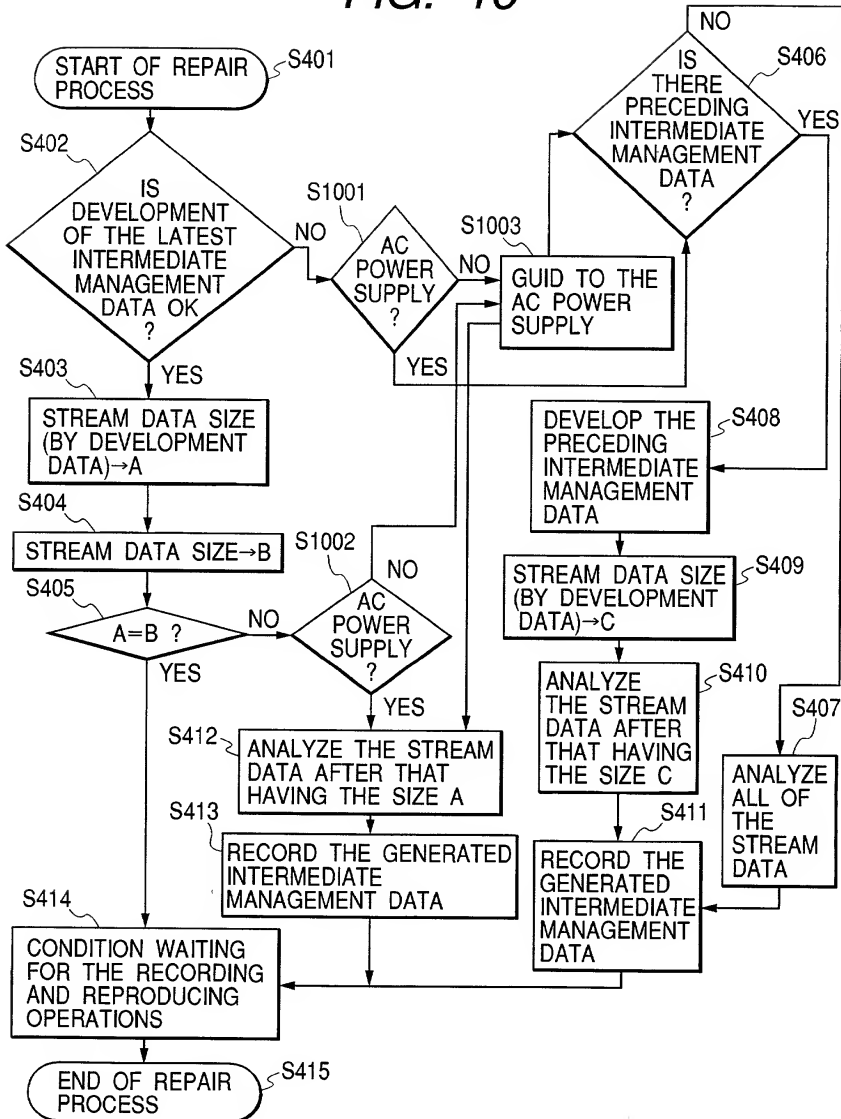 FIG. 10
START OF REPAIR
PROCESS
S401
S402
IS
DEVELOPMENT
OF THE LATEST
INTERMEDIATE
MANAGEMENT
DATA OK
?
NO
YES
S1001
AC
POWER
SUPPLY
?
NO
YES
S1003
GUID TO THE
AC POWER
SUPPLY
NO
S406
IS
THERE
PRECEDING
INTERMEDIATE
MANAGEMENT
DATA
?
YES
S403
STREAM DATA SIZE
(BY DEVELOPMENT
DATA)→A
S404
STREAM DATA SIZE→B
S405
A=B ?
NO
YES
S1002
NO
AC
POWER
SUPPLY
?
YES
S408
DEVELOP THE
PRECEDING
INTERMEDIATE
MANAGEMENT
DATA
S409
STREAM DATA SIZE
(BY DEVELOPMENT
DATA)→C
S410
ANALYZE
THE STREAM
DATA AFTER
THAT HAVING
THE SIZE C
S407
ANALYZE
ALL OF
THE
STREAM
DATA
S412
ANALYZE THE STREAM
DATA AFTER THAT
HAVING THE SIZE A
S413
RECORD THE GENERATED
INTERMEDIATE
MANAGEMENT DATA
S411
RECORD THE
GENERATED
INTERMEDIATE
MANAGEMENT
DATA
S414
CONDITION WAITING
FOR THE RECORDING
AND REPRODUCING
OPERATIONS
END OF REPAIR
PROCESS
S415